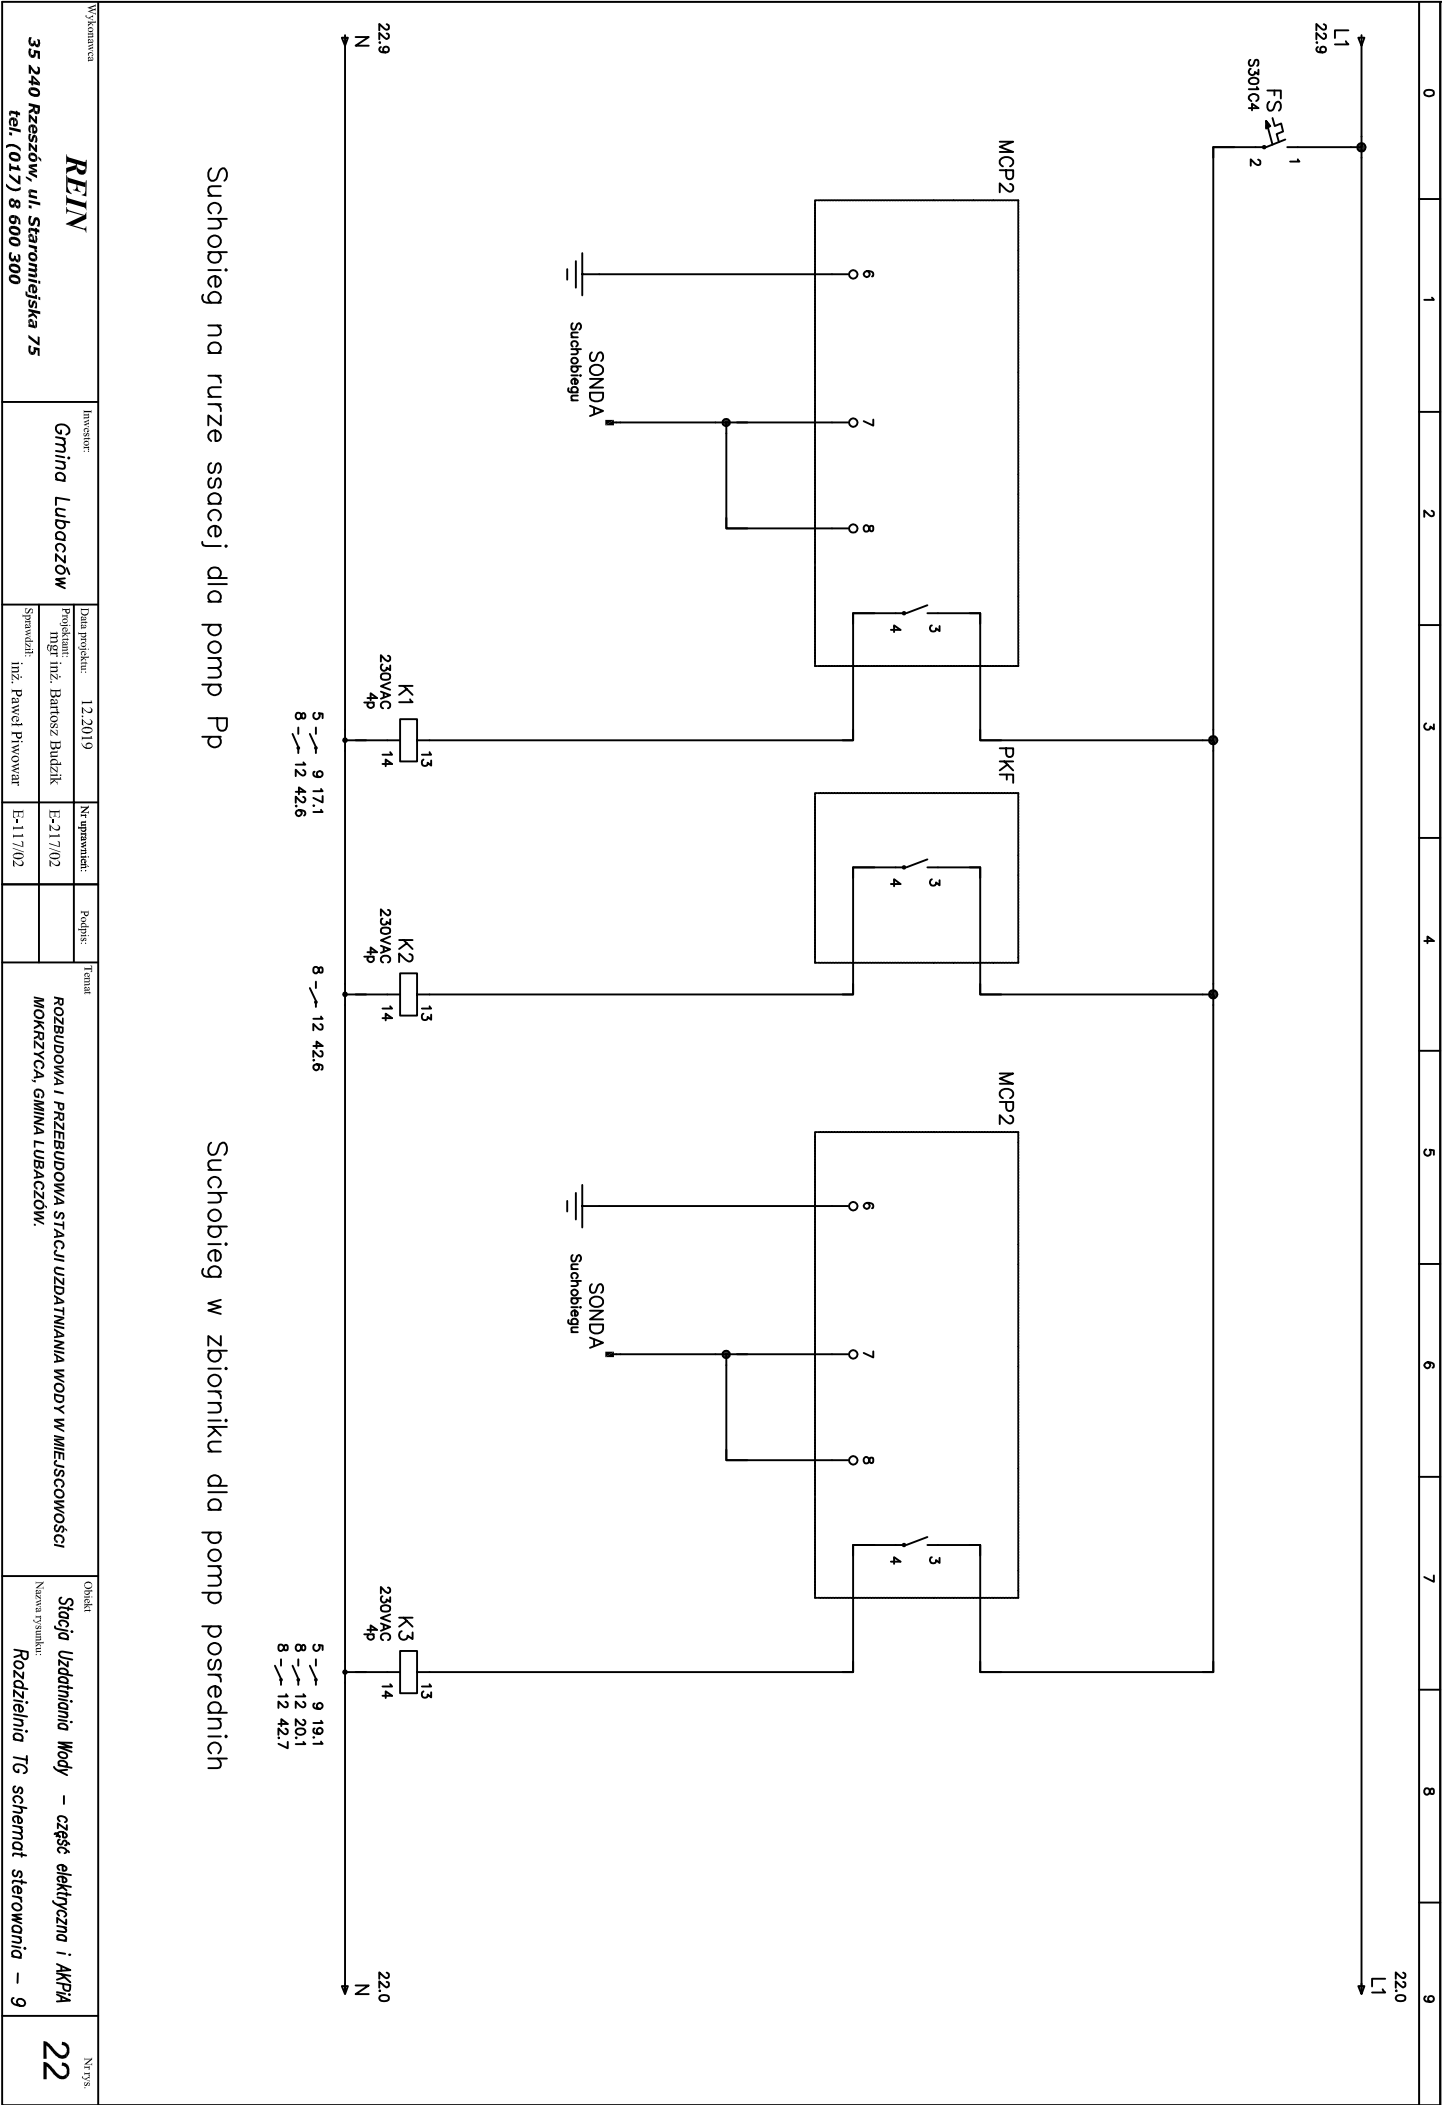 0
1
2
3
4
5
6
7
8
9
L1
22.9
22.0
L1
FS
S301C4
1
2
MCP2
6
7
8
3
4
SONDA
Suchobiegu
PKF
3
4
MCP2
6
7
8
3
4
SONDA
Suchobiegu
K1
230VAC
4p
13
14
K2
230VAC
4p
13
14
K3
230VAC
4p
13
14
22.9
N
22.0
N
5 9 17.1
8 12 42.6
8 12 42.6
5 9 19.1
8 12 20.1
8 12 42.7
Suchobieg na rurze ssacej dla pomp Pp
Suchobieg w zbiorniku dla pomp posrednich
Wykonawca
REIN
35 240 Rzeszów, ul. Staromiejska 75
tel. (017) 8 600 300
Inwestor:
Gmina Lubaczów
Data projektu: 12.2019
Nr uprawnień:
Podpis:
Projektant:
mgr inż. Bartosz Budzik
E-217/02
Sprawdził:
inż. Paweł Piwowar
E-117/02
Temat
ROZBUDOWA I PRZEBUDOWA STACJI UZDATNIANIA WODY W MIEJSCOWOŚCI
MOKRZYCA, GMINA LUBACZÓW.
Obiekt
Stacja Uzdatniania Wody - część elektryczna i AKPiA
Nazwa rysunku:
Rozdzielnia TG schemat sterowania - 9
Nr rys.
22